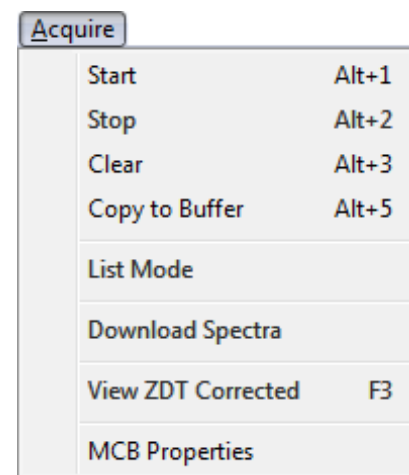 Acquire
Start Alt+1
Stop Alt+2
Clear Alt+3
Copy to Buffer Alt+5
List Mode
Download Spectra
View ZDT Corrected F3
MCB Properties